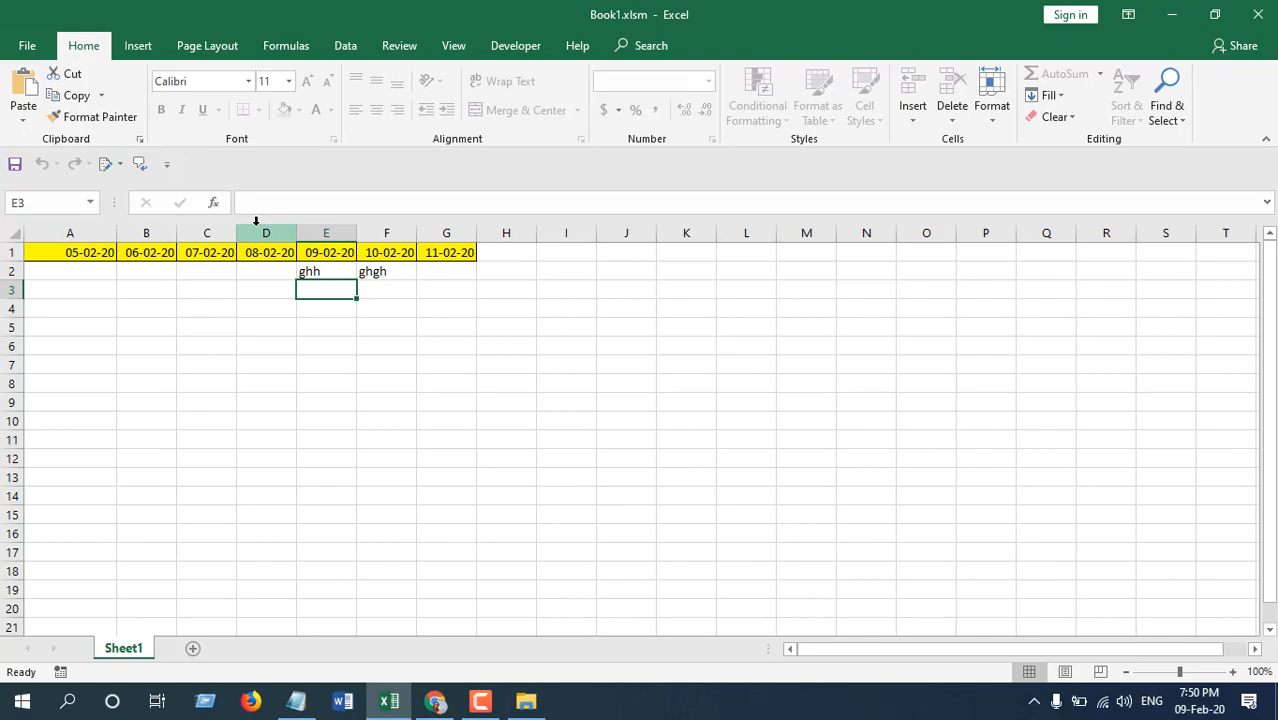 Book1.xlsm - Excel
Sign in
File Home Insert Page Layout Formulas Data Review View Developer Help Search Share
Paste Cut Copy Format Painter
Calibri 11
B I U A A A
Wrap Text
Merge & Center
$ % ,
Conditional Formatting
Format as Table
Cell Styles
Insert Delete Format
AutoSum
Fill
Clear
Sort & Filter
Find & Select
Clipboard Font Alignment Number Styles Cells Editing
E3 fx
A B C D E F G H I J K L M N O P Q R S T
1 05-02-20 06-02-20 07-02-20 08-02-20 09-02-20 10-02-20 11-02-20
2 ghh ghgh
3
4
5
6
7
8
9
10
11
12
13
14
15
16
17
18
19
20
21
Sheet1
Ready 100%
ENG 7:50 PM
09-Feb-20